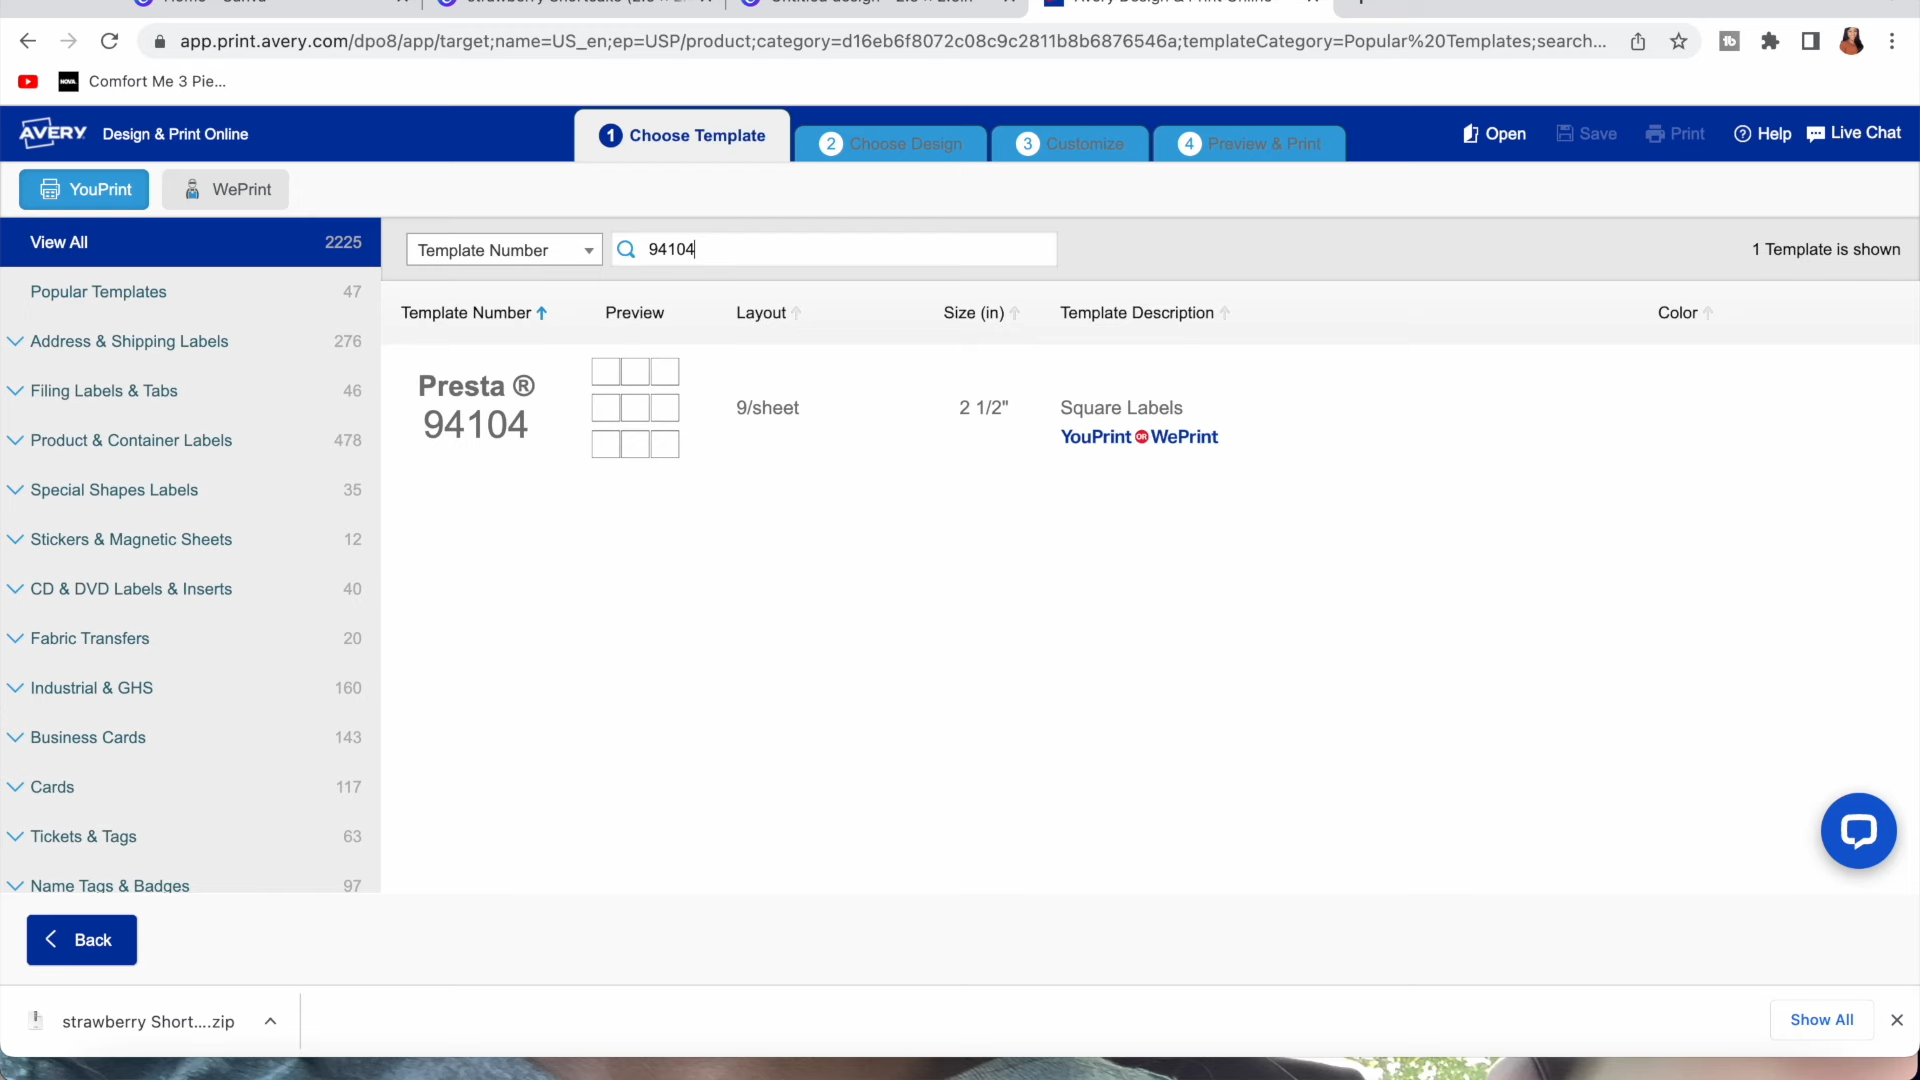 app.print.avery.com/dpo8/app/target;name=US_en;ep=USP/product;category=d16eb6f8072c08c9c2811b8b6876546a;templateCategory=Popular%20Templates;search...
Comfort Me 3 Pie...
AVERY Design & Print Online
1 Choose Template
2 Choose Design
3 Customize
4 Preview & Print
Open
Save
Print
Help
Live Chat
YouPrint
WePrint
View All 2225
Template Number
94104
1 Template is shown
Popular Templates 47
Address & Shipping Labels 276
Filing Labels & Tabs 46
Product & Container Labels 478
Special Shapes Labels 35
Stickers & Magnetic Sheets 12
CD & DVD Labels & Inserts 40
Fabric Transfers 20
Industrial & GHS 160
Business Cards 143
Cards 117
Tickets & Tags 63
Name Tags & Badges 97
Template Number Preview Layout Size (in) Template Description Color
Presta ®
94104
9/sheet
2 1/2"
Square Labels
YouPrint OR WePrint
Back
strawberry Short....zip
Show All